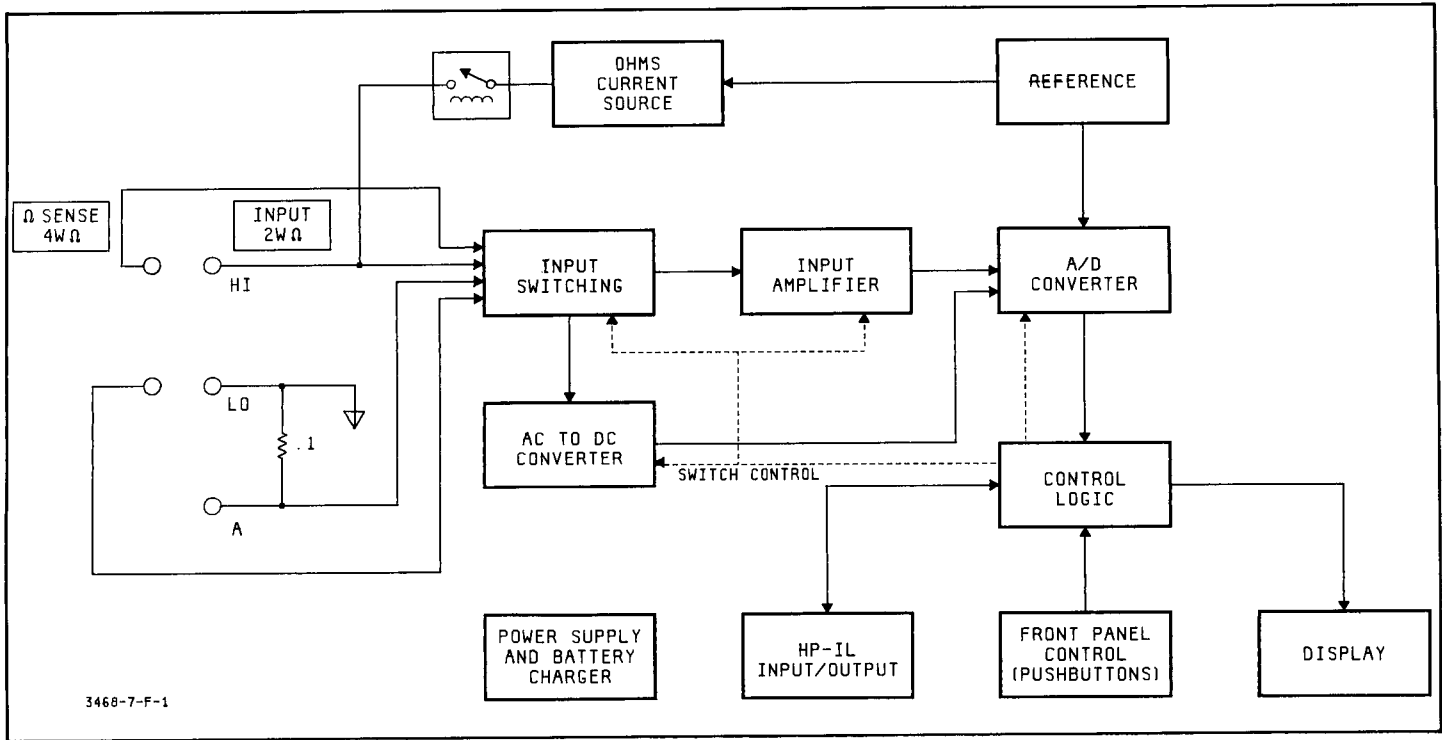 OHMS
CURRENT
SOURCE
REFERENCE
Ω SENSE
4WΩ
INPUT
2WΩ
HI
INPUT
SWITCHING
INPUT
AMPLIFIER
A/D
CONVERTER
LO
.1
A
AC TO DC
CONVERTER
SWITCH CONTROL
CONTROL
LOGIC
POWER SUPPLY
AND BATTERY
CHARGER
HP-IL
INPUT/OUTPUT
FRONT PANEL
CONTROL
(PUSHBUTTONS)
DISPLAY
3468-7-F-1